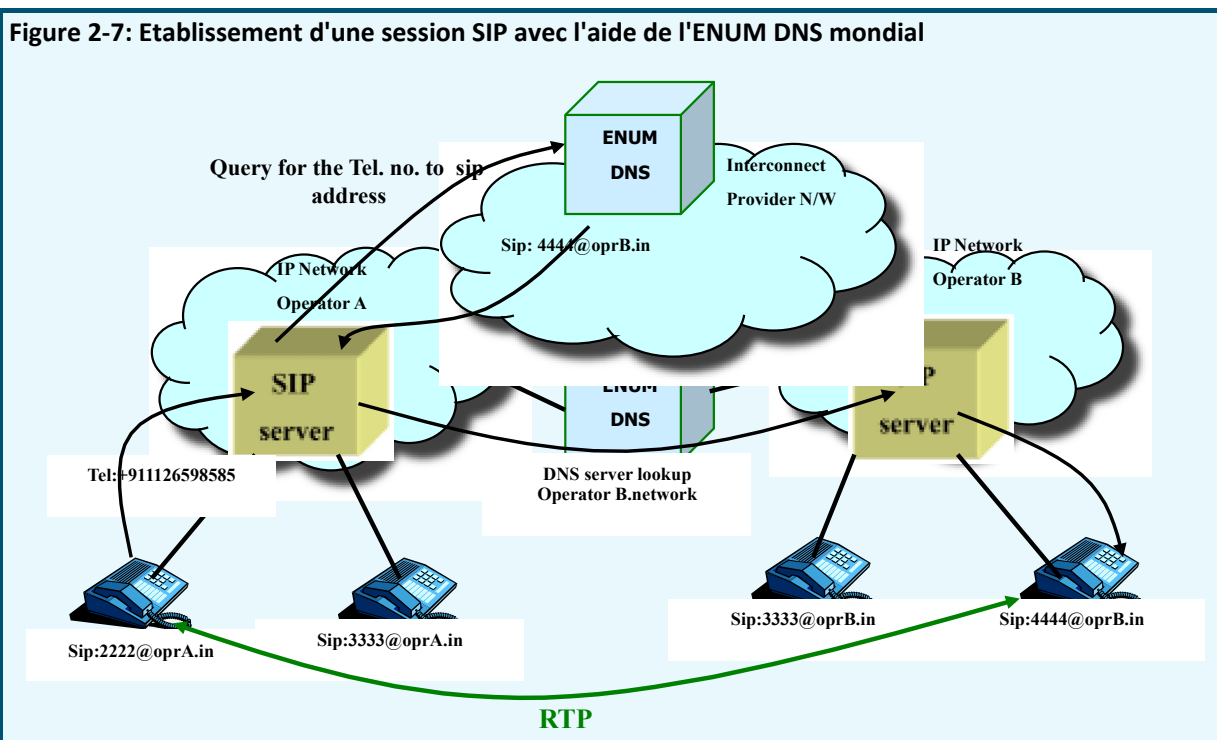 Figure 2-7: Etablissement d'une session SIP avec l'aide de l'ENUM DNS mondial
ENUM
DNS
Query for the Tel. no. to sip
address
Interconnect
Provider N/W
Sip: 4444@oprB.in
IP Network
Operator A
IP Network
Operator B
SIP
server
ENUM
DNS
server
Tel:+911126598585
DNS server lookup
Operator B.network
Sip:2222@oprA.in
Sip:3333@oprA.in
Sip:3333@oprB.in
Sip:4444@oprB.in
RTP